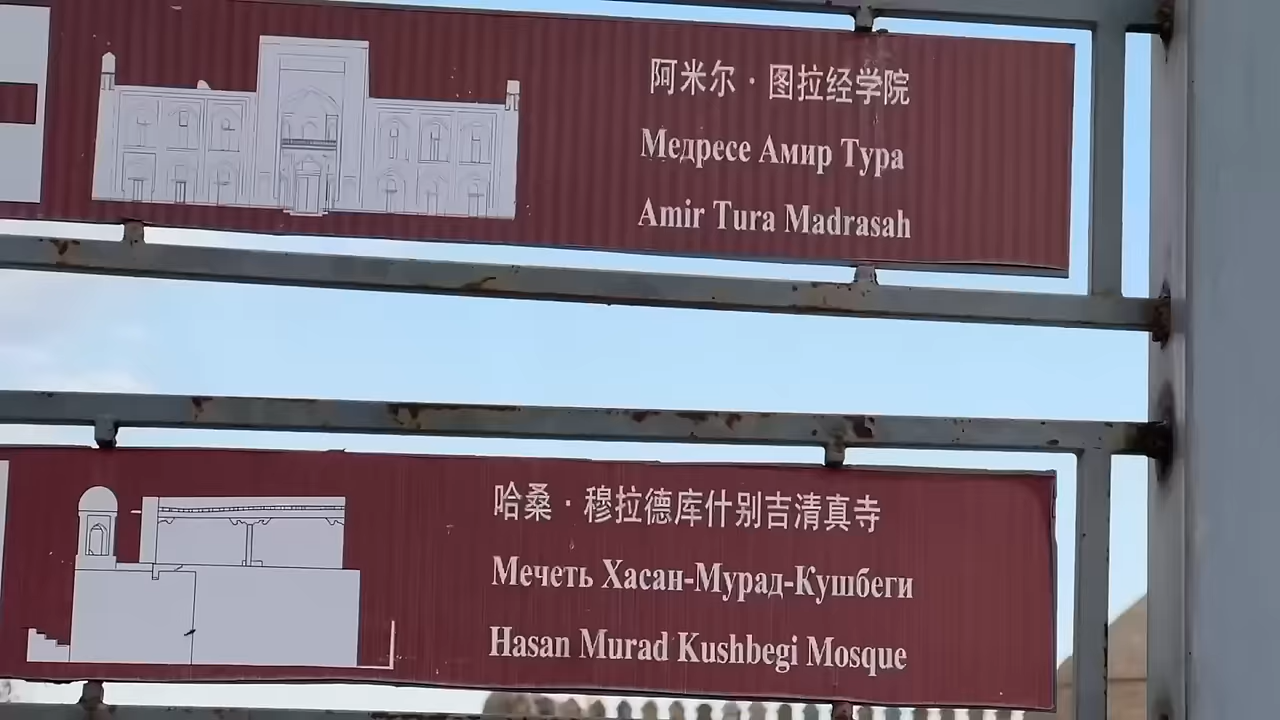 阿米尔·图拉经学院
Медресе Амир Тура
Amir Tura Madrasah
哈桑·穆拉德库什别吉清真寺
Мечеть Хасан-Мурад-Кушбеги
Hasan Murad Kushbegi Mosque